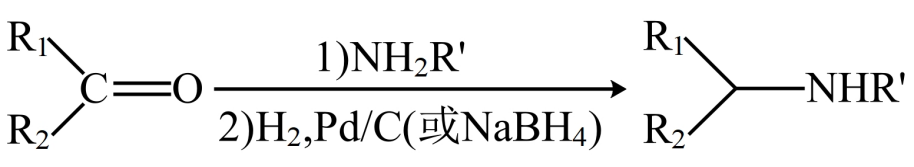 R₁
C=O
R₂
1)NH₂R'
2)H₂,Pd/C(或NaBH₄)
R₁
NHR'
R₂